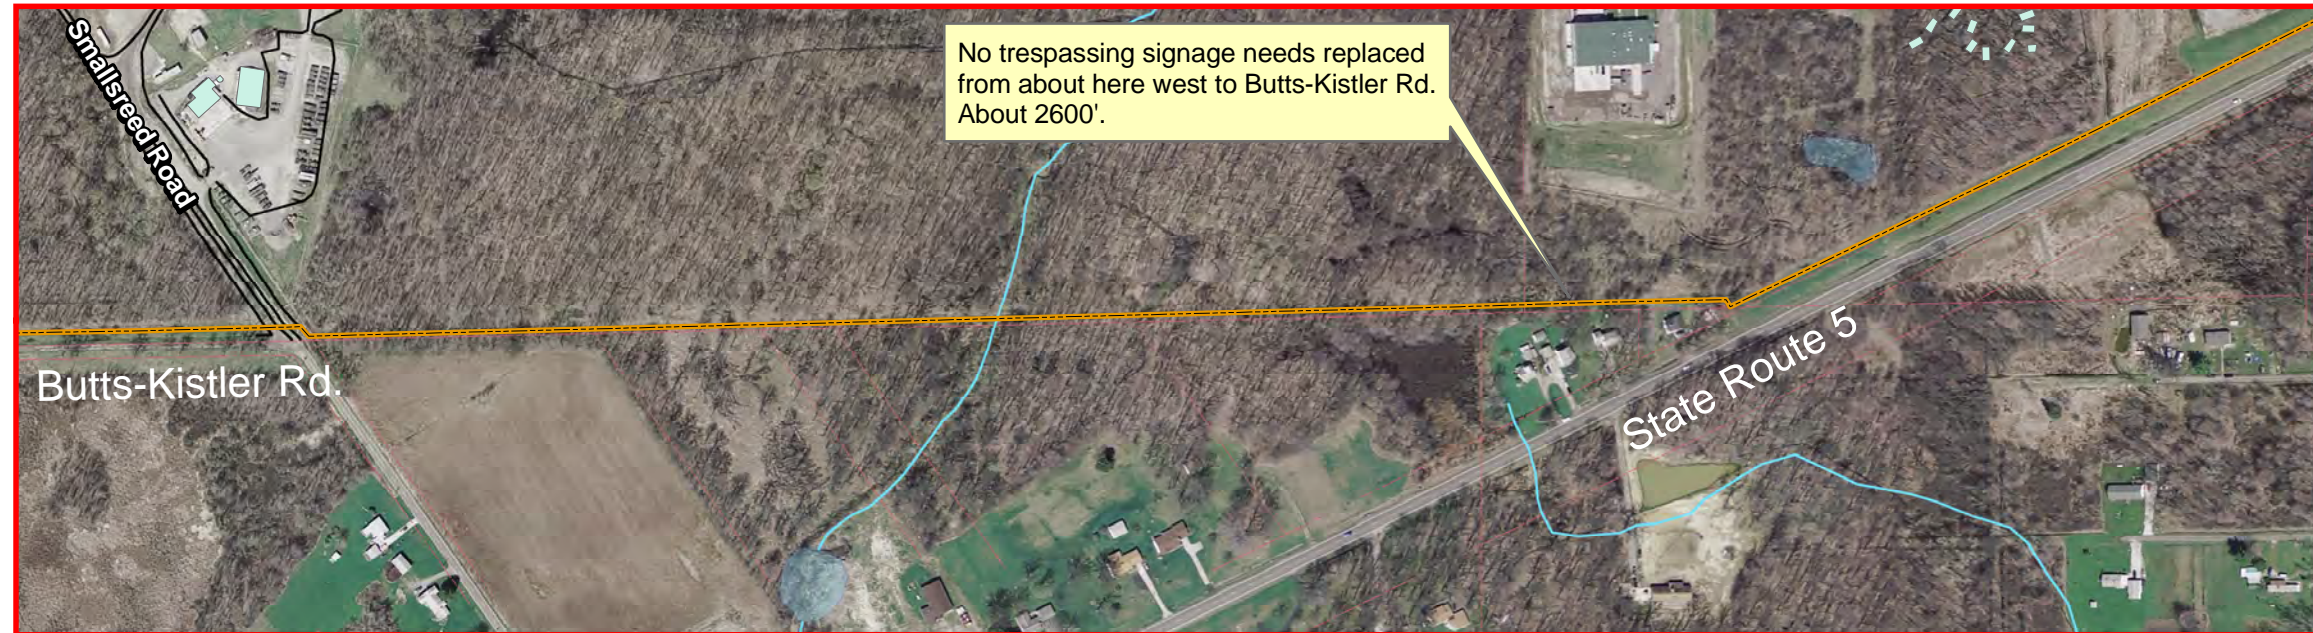 Smallsreed Road
No trespassing signage needs replaced
from about here west to Butts-Kistler Rd.
About 2600'.
Butts-Kistler Rd.
State Route 5